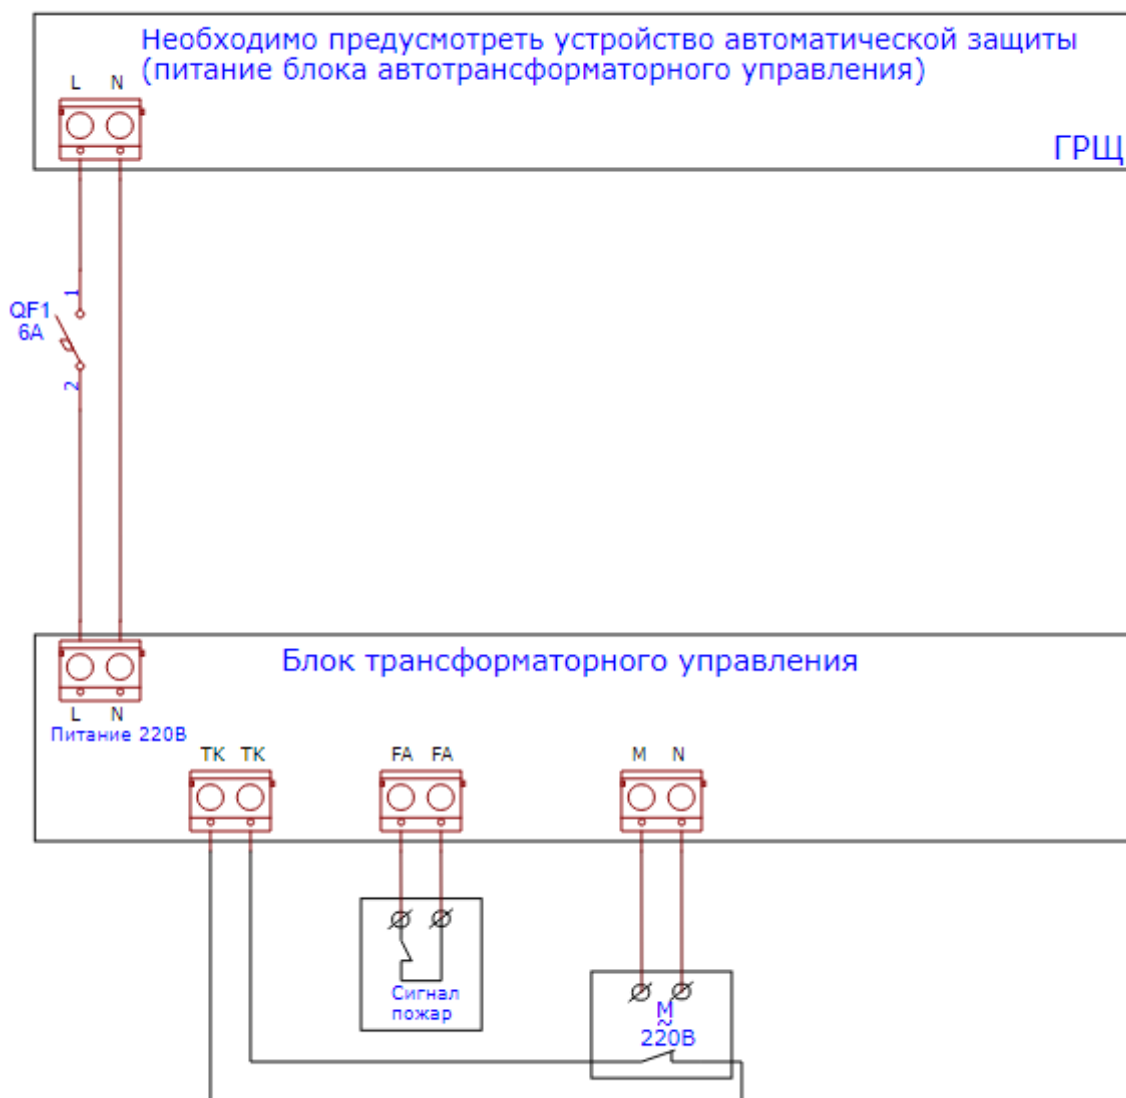 Необходимо предусмотреть устройство автоматической защиты
(питание блока автотрансформаторного управления)
L N
ГРЩ
1
QF1
6A
2
Блок трансформаторного управления
L N
Питание 220В
TK TK
FA FA
M N
Сигнал
пожар
M
~
220В